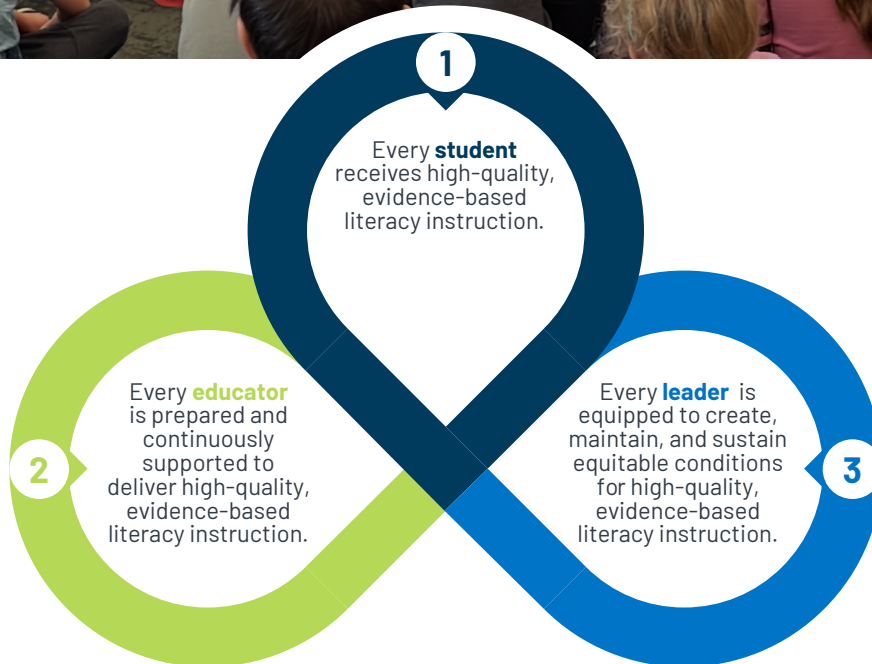 1
Every student
receives high-quality,
evidence-based
literacy instruction.
2
Every educator
is prepared and
continuously
supported to
deliver high-quality,
evidence-based
literacy instruction.
3
Every leader is
equipped to create,
maintain, and sustain
equitable conditions
for high-quality,
evidence-based
literacy instruction.